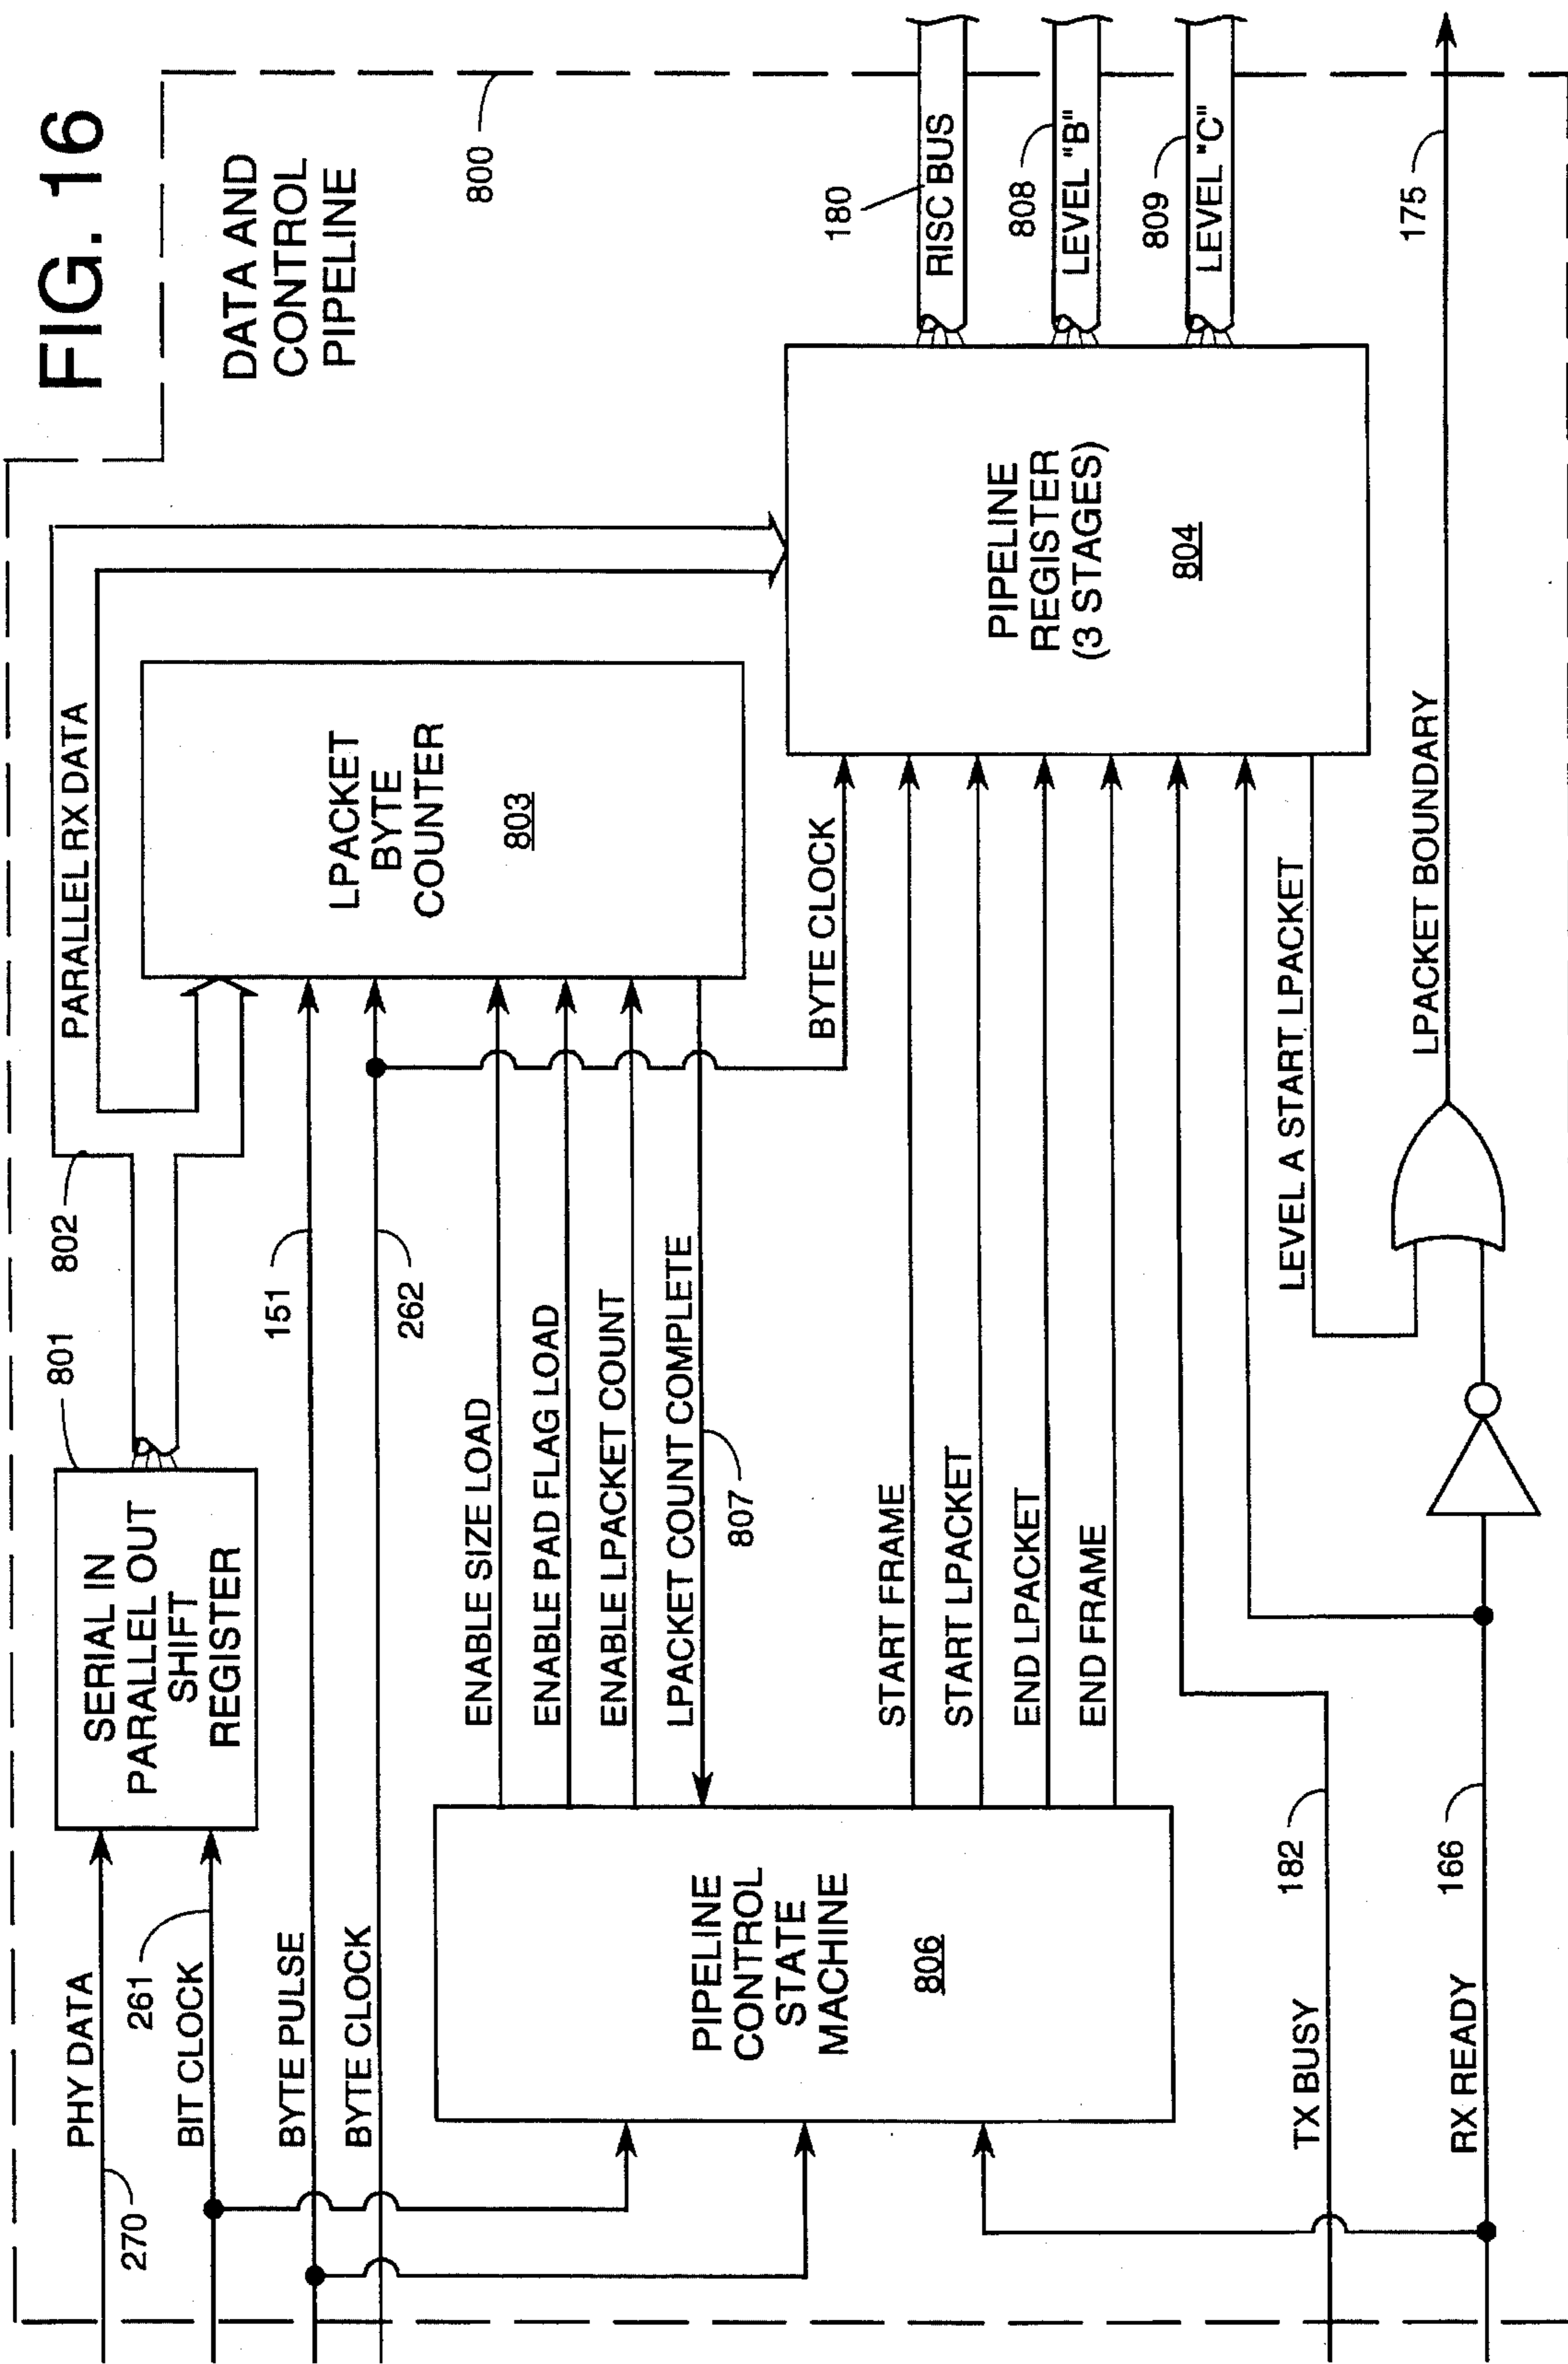 FIG. 16
DATA AND
CONTROL
PIPELINE
800
PHY DATA
270
261
BIT CLOCK
BYTE PULSE
BYTE CLOCK
SERIAL IN
PARALLEL OUT
SHIFT
REGISTER
801
802
PARALLEL RX DATA
151
262
LPACKET
BYTE
COUNTER
803
ENABLE SIZE LOAD
ENABLE PAD FLAG LOAD
ENABLE LPACKET COUNT
LPACKET COUNT COMPLETE
807
PIPELINE
CONTROL
STATE
MACHINE
806
BYTE CLOCK
START FRAME
START LPACKET
END LPACKET
END FRAME
PIPELINE
REGISTER
(3 STAGES)
804
180
RISC BUS
808
LEVEL "B"
809
LEVEL "C"
TX BUSY
182
RX READY
166
LEVEL A START LPACKET
LPACKET BOUNDARY
175